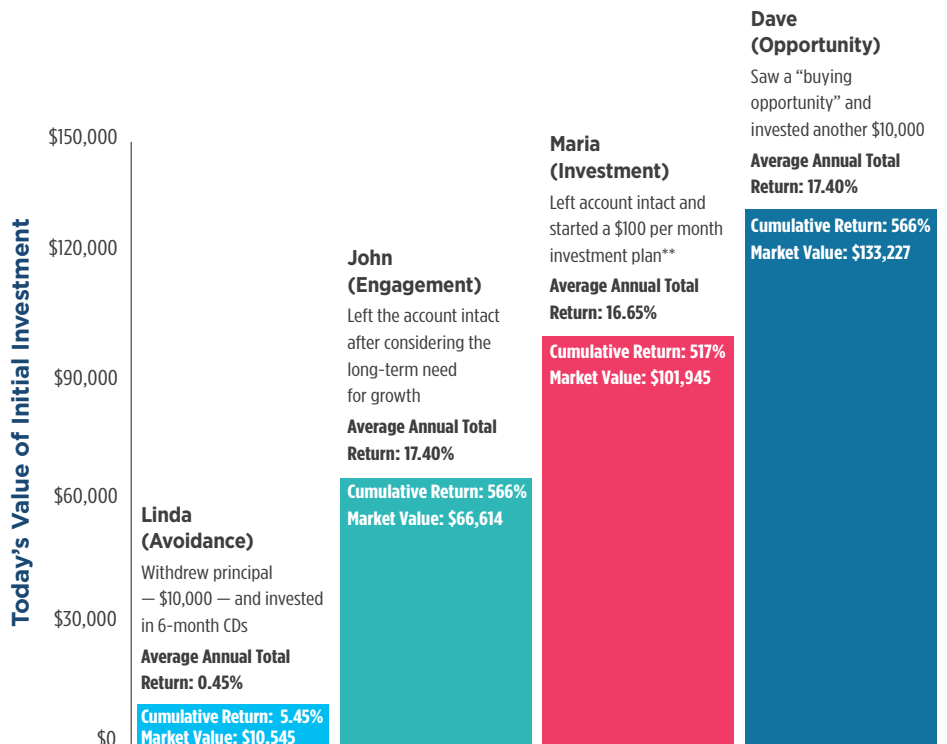 Today's Value of Initial Investment
$150,000
$120,000
$90,000
$60,000
$30,000
$0
Linda
(Avoidance)
Withdrew principal
— $10,000 — and invested
in 6-month CDs
Average Annual Total
Return: 0.45%
Cumulative Return: 5.45%
Market Value: $10,545
John
(Engagement)
Left the account intact
after considering the
long-term need
for growth
Average Annual Total
Return: 17.40%
Cumulative Return: 566%
Market Value: $66,614
Maria
(Investment)
Left account intact and
started a $100 per month
investment plan**
Average Annual Total
Return: 16.65%
Cumulative Return: 517%
Market Value: $101,945
Dave
(Opportunity)
Saw a “buying
opportunity” and
invested another $10,000
Average Annual Total
Return: 17.40%
Cumulative Return: 566%
Market Value: $133,227